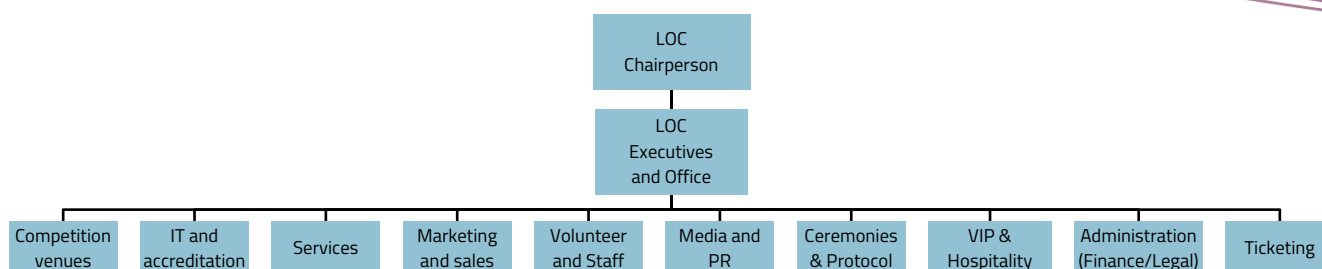 LOC
Chairperson
LOC
Executives
and Office
Competition
venues
IT and
accreditation
Services
Marketing
and sales
Volunteer
and Staff
Media and
PR
Ceremonies
& Protocol
VIP &
Hospitality
Administration
(Finance/Legal)
Ticketing